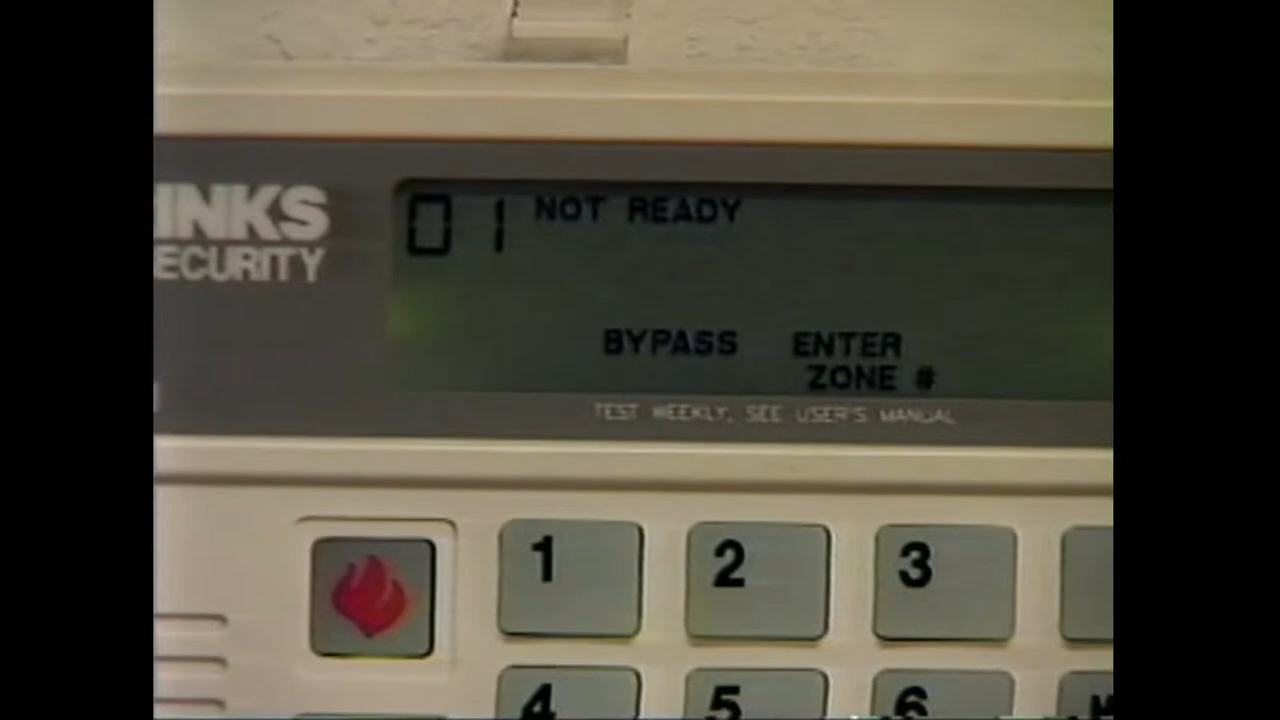 INKS
ECURITY
01 NOT READY
BYPASS ENTER
ZONE #
TEST WEEKLY, SEE USER'S MANUAL
1 2 3
4 5 6